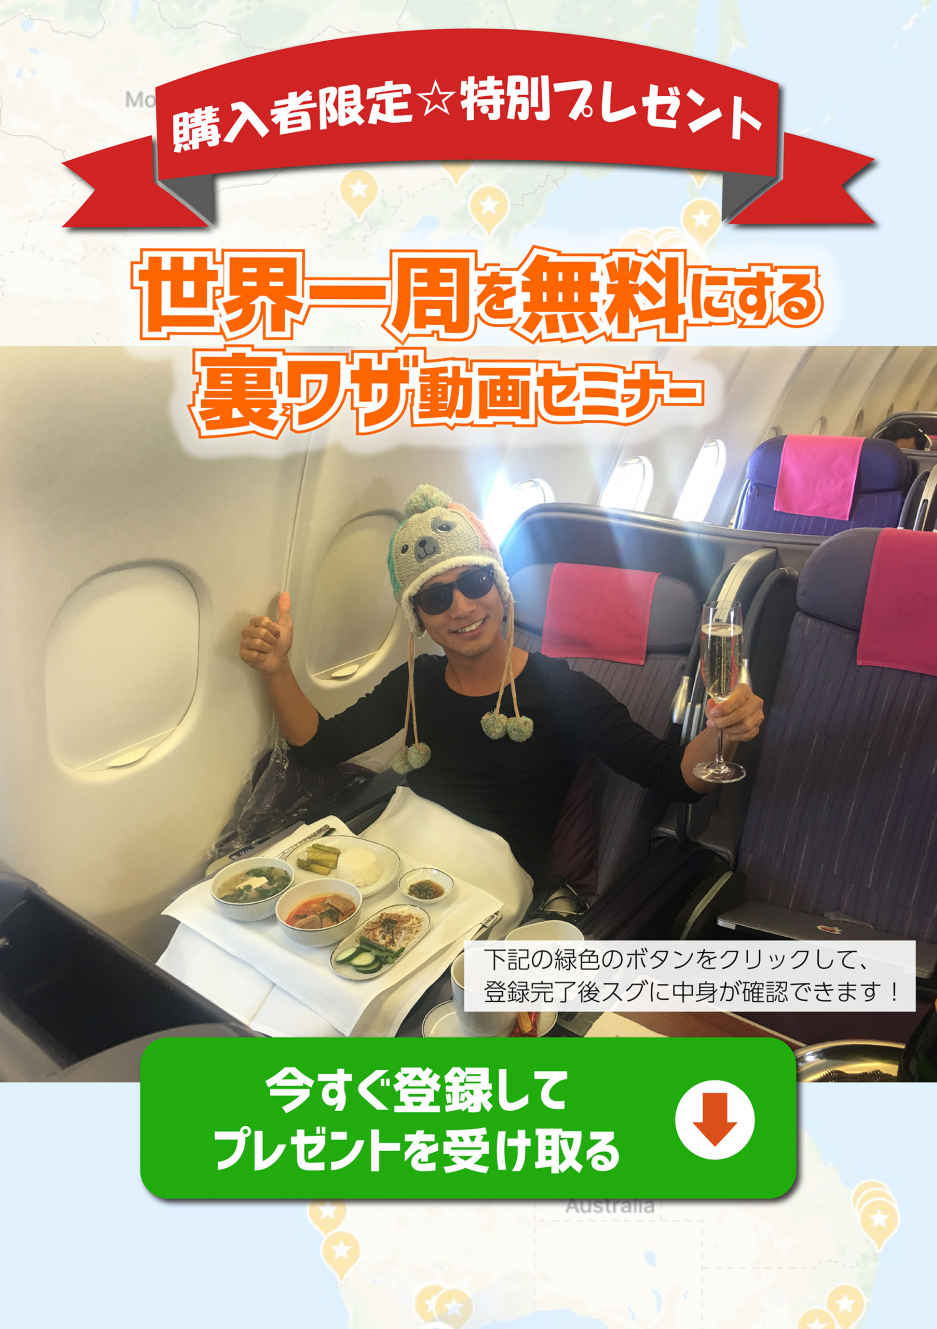 Mo
購入者限定☆特別プレゼント
世界一周を無料にする
裏ワザ動画セミナー
下記の緑色のボタンをクリックして、
登録完了後スグに中身が確認できます！
今すぐ登録して
プレゼントを受け取る
Australia